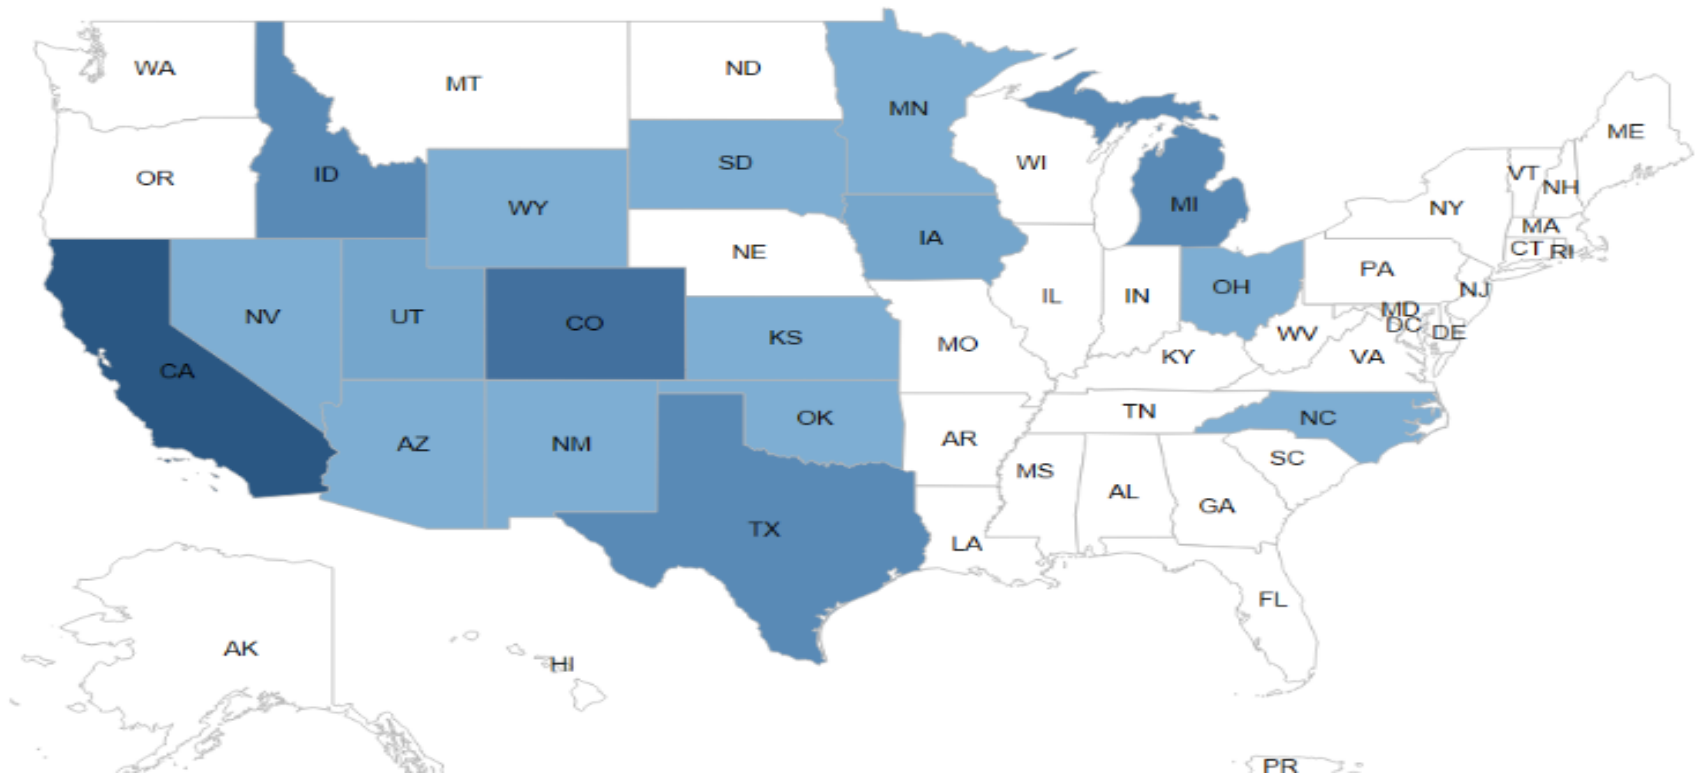 WA
MT
ND
MN
ME
OR
ID
SD
WI
VT
NH
WY
MI
NY
MA
IA
CT RI
NE
PA
NV
UT
CO
IL
IN
OH
NJ
MD
DC
DE
KS
MO
WV
VA
KY
CA
TN
NC
AZ
NM
OK
AR
SC
MS
AL
GA
TX
LA
FL
AK
HI
PR